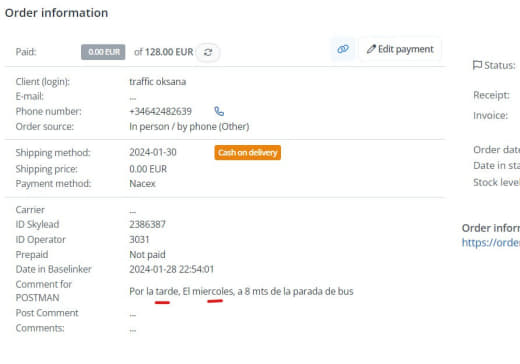 Order information
Paid: 0.00 EUR of 128.00 EUR Edit payment
Client (login): traffic oksana
E-mail: ...
Phone number: +34642482639
Order source: In person / by phone (Other)
Shipping method: 2024-01-30 Cash on delivery
Shipping price: 0.00 EUR
Payment method: Nacex
Carrier ...
ID Skylead 2386387
ID Operator 3031
Prepaid Not paid
Date in Baselinker 2024-01-28 22:54:01
Comment for POSTMAN Por la tarde, El miercoles, a 8 mts de la parada de bus
Post Comment ...
Comments: ...
Status:
Receipt:
Invoice:
Order date
Date in sta
Stock level
Order inforr
https://orde